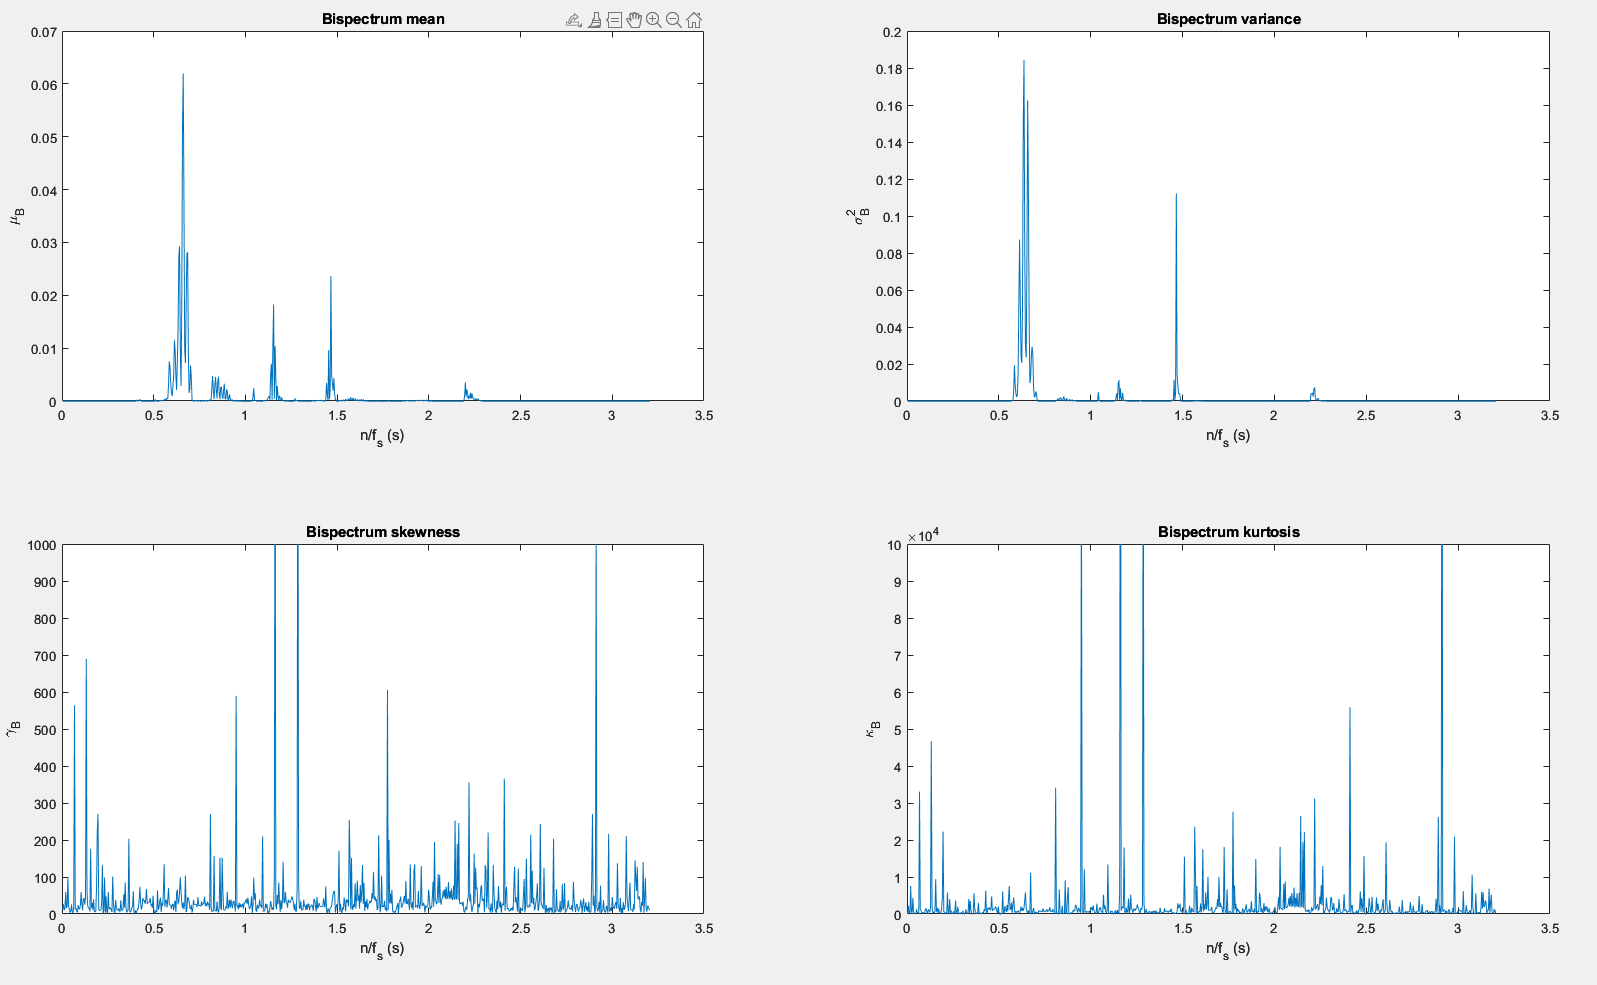 Bispectrum mean
0.07
0.06
0.05
0.04
0.03
0.02
0.01
0
μB
0 0.5 1 1.5 2 2.5 3 3.5
n/fs (s)
Bispectrum variance
0.2
0.18
0.16
0.14
0.12
0.1
0.08
0.06
0.04
0.02
0
σ2B
0 0.5 1 1.5 2 2.5 3 3.5
n/fs (s)
Bispectrum skewness
1000
900
800
700
600
500
400
300
200
100
0
γB
0 0.5 1 1.5 2 2.5 3 3.5
n/fs (s)
Bispectrum kurtosis
×104
10
9
8
7
6
5
4
3
2
1
0
κB
0 0.5 1 1.5 2 2.5 3 3.5
n/fs (s)